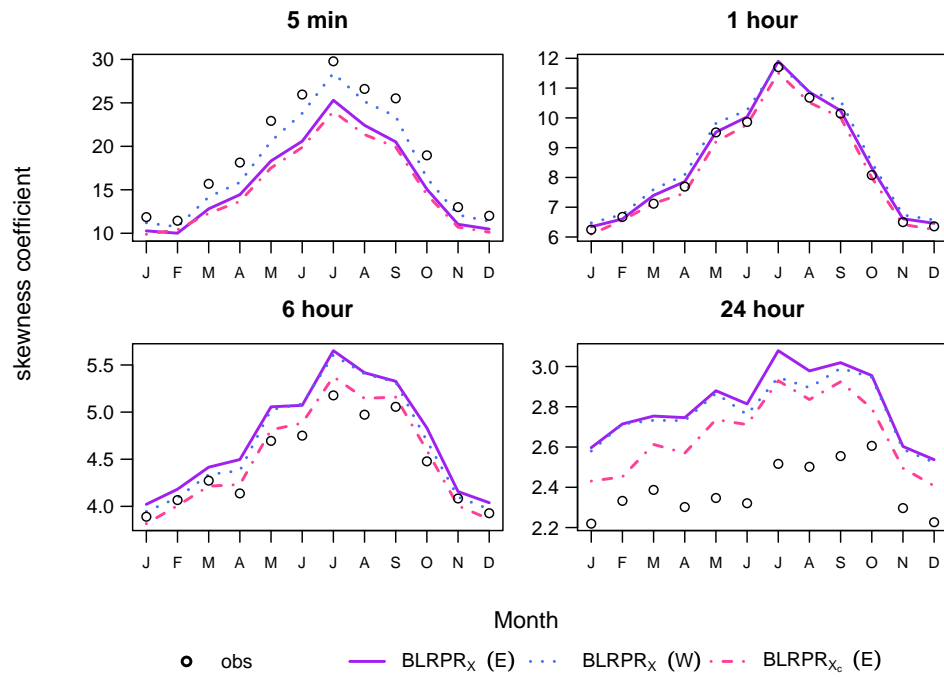 5 min
1 hour
30
25
20
15
10
J F M A M J J A S O N D
12
11
10
9
8
7
6
J F M A M J J A S O N D
skewness coefficient
6 hour
24 hour
5.5
5.0
4.5
4.0
J F M A M J J A S O N D
3.0
2.8
2.6
2.4
2.2
J F M A M J J A S O N D
Month
obs BLRPRX (E) BLRPRX (W) BLRPRXc (E)